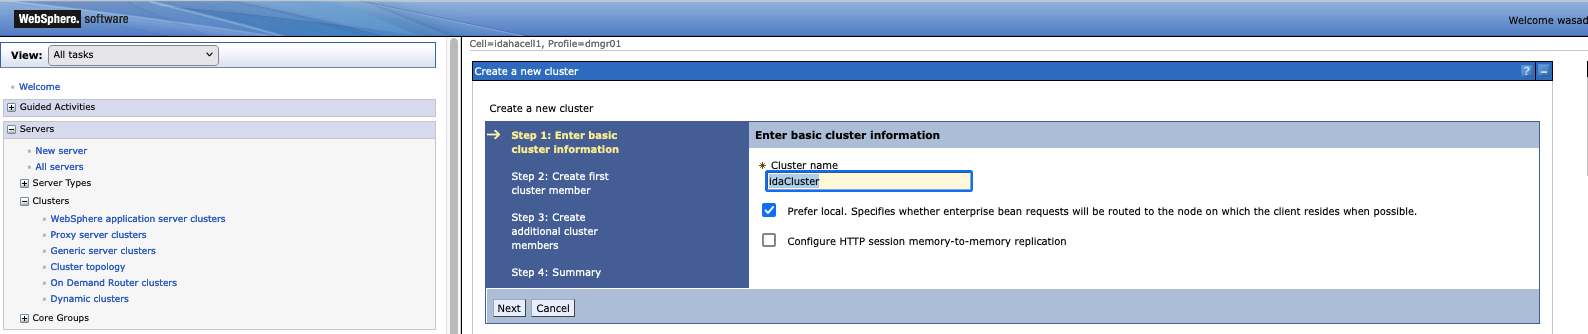 WebSphere. software
Welcome wasad
View: All tasks
Cell=idahacell1, Profile=dmgr01
Welcome
Guided Activities
Servers
New server
All servers
Server Types
Clusters
WebSphere application server clusters
Proxy server clusters
Generic server clusters
Cluster topology
On Demand Router clusters
Dynamic clusters
Core Groups
Create a new cluster
? –
Create a new cluster
Step 1: Enter basic
cluster information
Step 2: Create first
cluster member
Step 3: Create
additional cluster
members
Step 4: Summary
Enter basic cluster information
Cluster name
idaCluster
Prefer local. Specifies whether enterprise bean requests will be routed to the node on which the client resides when possible.
Configure HTTP session memory-to-memory replication
Next Cancel